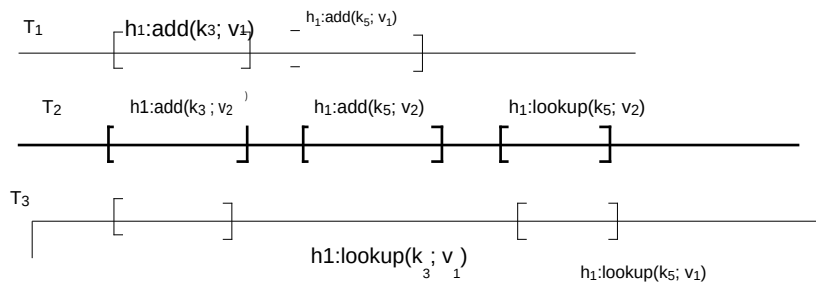 T₁ h₁:add(k₃; v₁) h₁:add(k₅; v₁)
T₂ h1:add(k₃ ; v₂ ) h₁:add(k₅; v₂) h₁:lookup(k₅; v₂)
T₃
h1:lookup(k₃; v₁)
h₁:lookup(k₅; v₁)